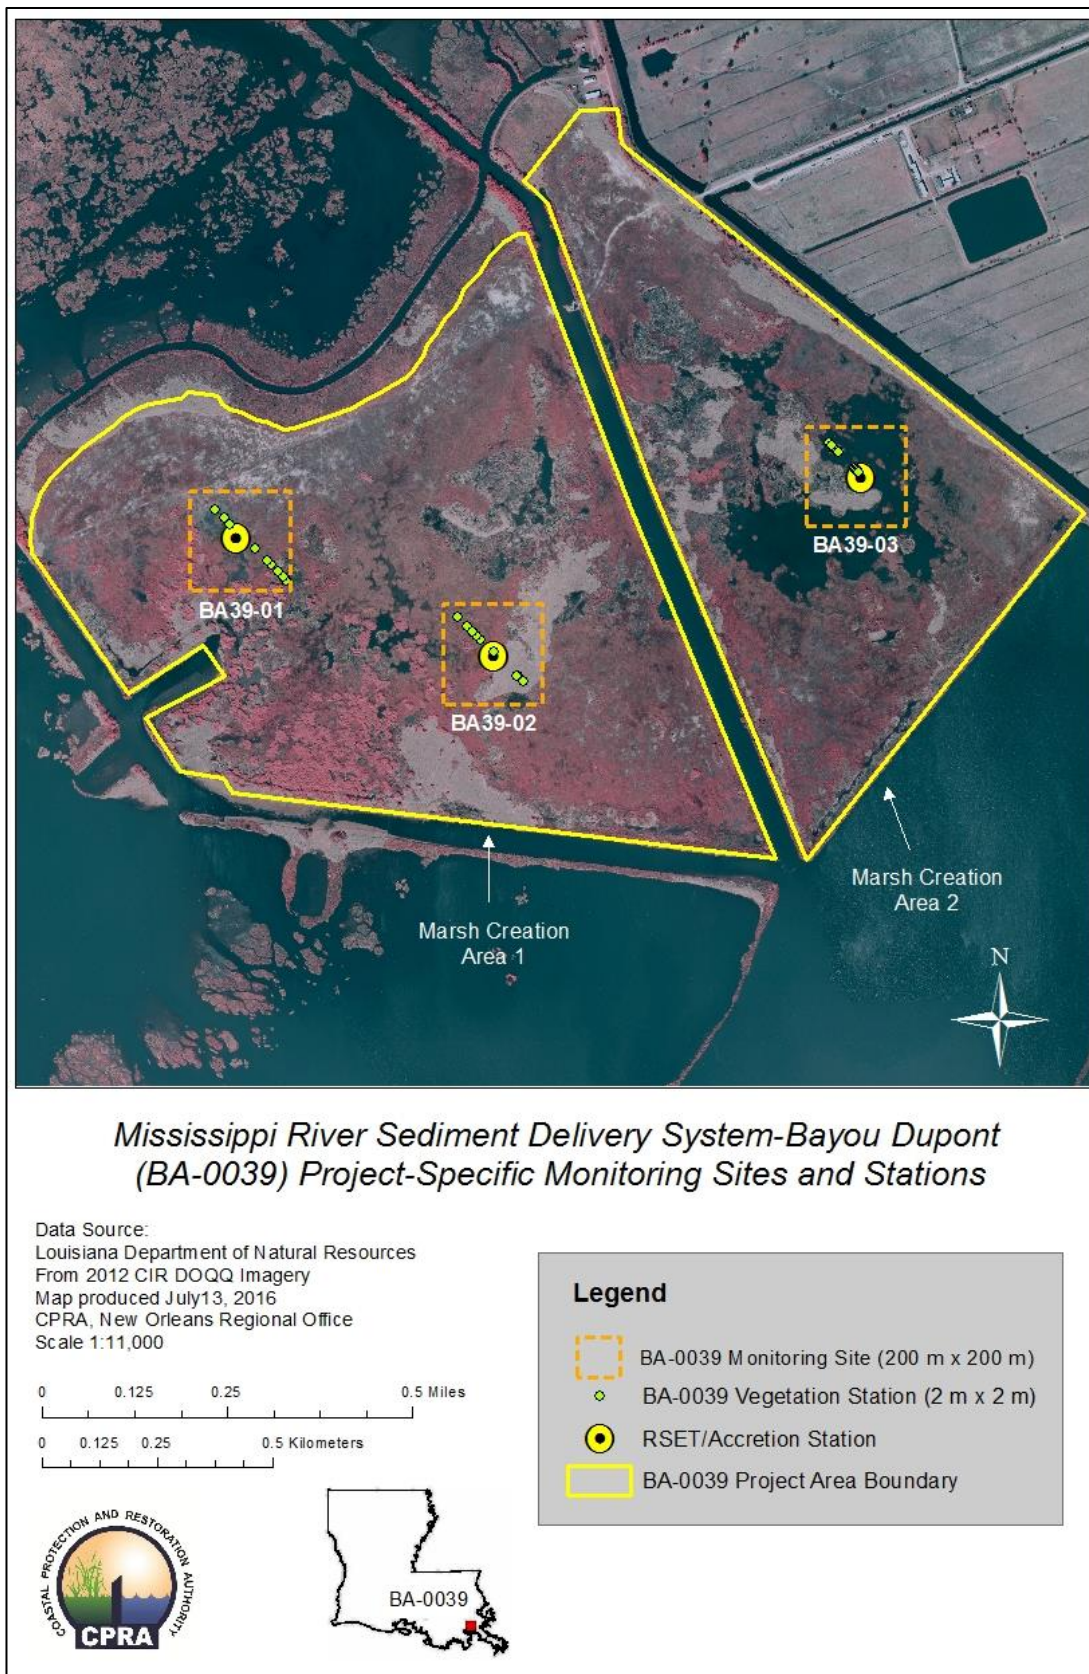 BA39-01
BA39-02
BA39-03
Marsh Creation
Area 1
Marsh Creation
Area 2
N
Mississippi River Sediment Delivery System-Bayou Dupont
(BA-0039) Project-Specific Monitoring Sites and Stations
Data Source:
Louisiana Department of Natural Resources
From 2012 CIR DOQQ Imagery
Map produced July13, 2016
CPRA, New Orleans Regional Office
Scale 1:11,000
0 0.125 0.25 0.5 Miles
0 0.125 0.25 0.5 Kilometers
COASTAL PROTECTION AND RESTORATION AUTHORITY
CPRA
BA-0039
Legend
BA-0039 Monitoring Site (200 m x 200 m)
BA-0039 Vegetation Station (2 m x 2 m)
RSET/Accretion Station
BA-0039 Project Area Boundary